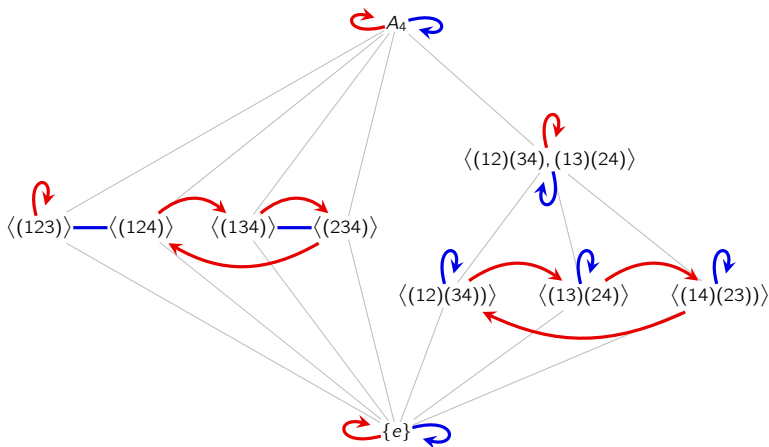 A₄
⟨(12)(34), (13)(24)⟩
⟨(123)⟩ ⟨(124)⟩ ⟨(134)⟩ ⟨(234)⟩
⟨(12)(34))⟩ ⟨(13)(24)⟩ ⟨(14)(23))⟩
{e}